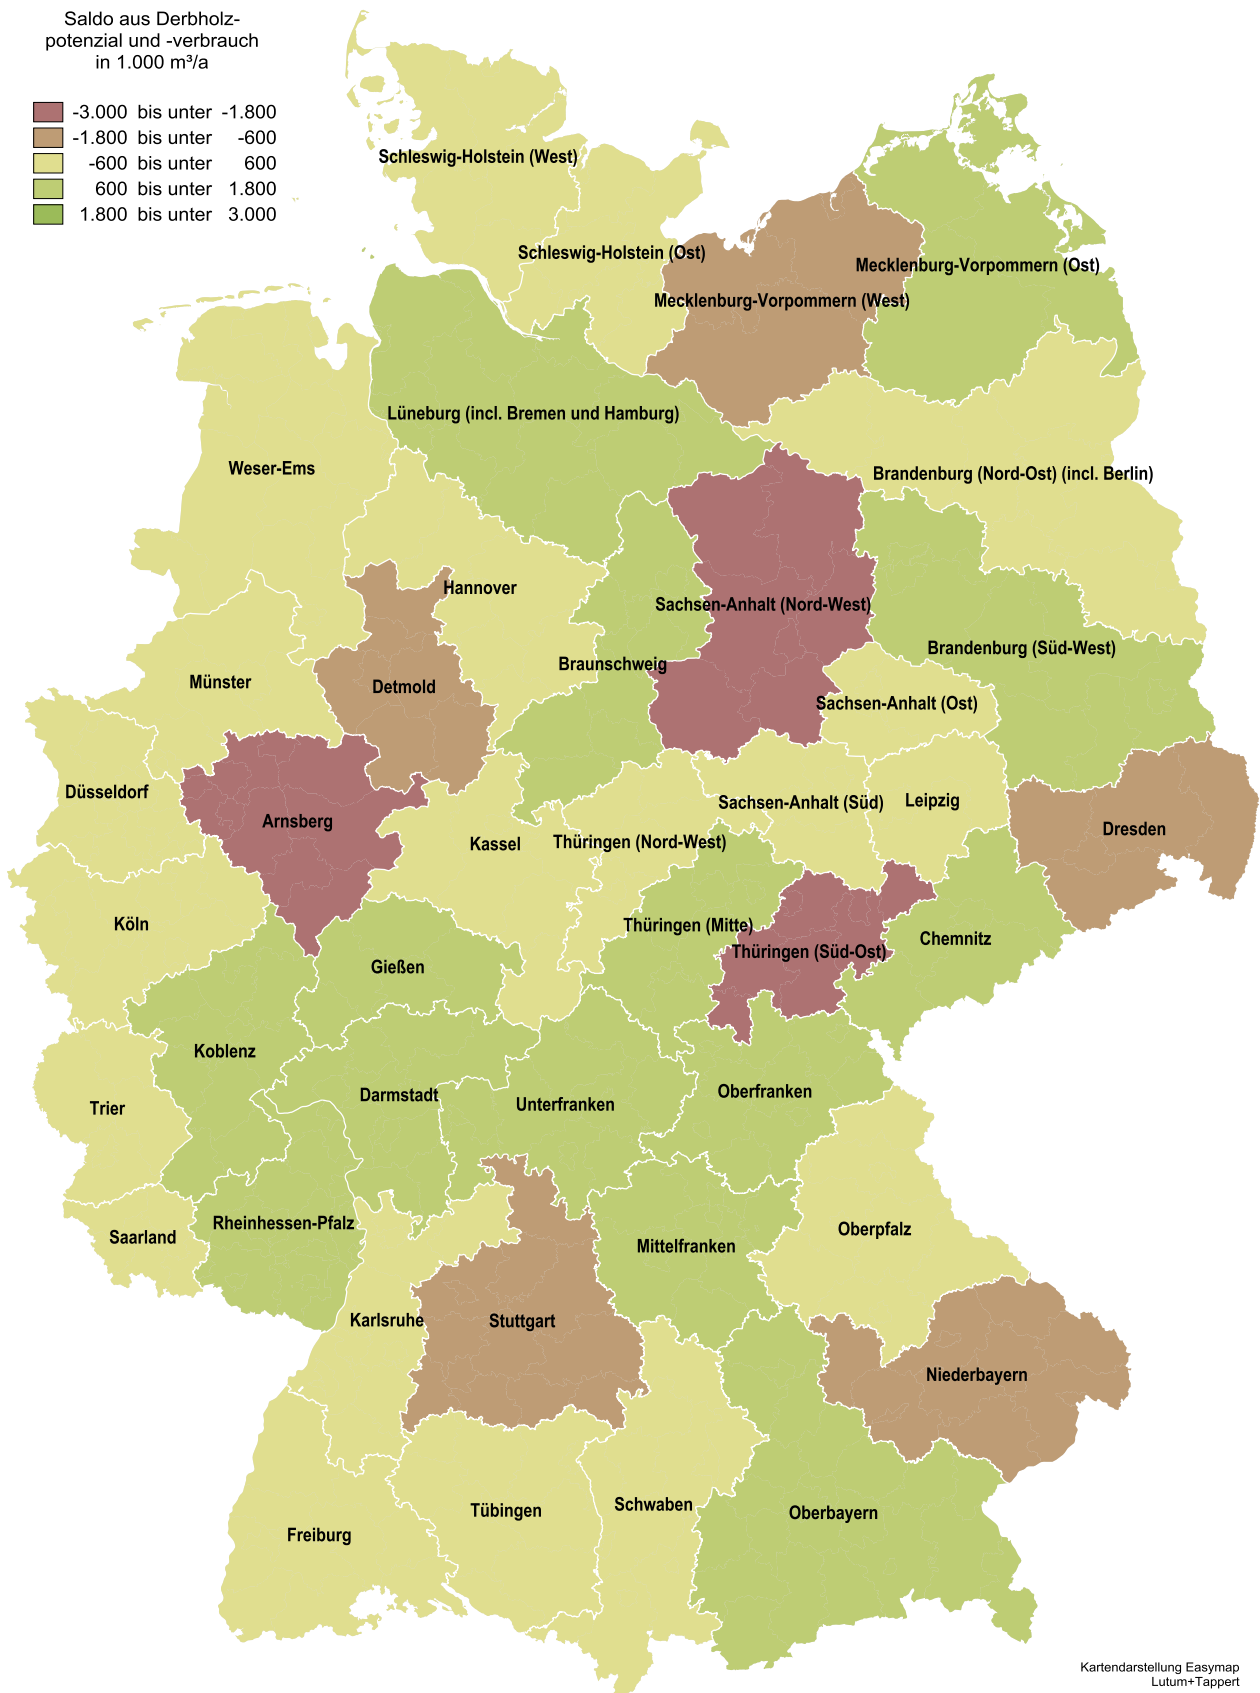 Saldo aus Derbholz-
potenzial und -verbrauch
in 1.000 m³/a
-3.000 bis unter -1.800
-1.800 bis unter -600
-600 bis unter 600
600 bis unter 1.800
1.800 bis unter 3.000
Schleswig-Holstein (West)
Schleswig-Holstein (Ost)
Mecklenburg-Vorpommern (Ost)
Mecklenburg-Vorpommern (West)
Lüneburg (incl. Bremen und Hamburg)
Weser-Ems
Brandenburg (Nord-Ost) (incl. Berlin)
Hannover
Sachsen-Anhalt (Nord-West)
Brandenburg (Süd-West)
Braunschweig
Münster
Detmold
Sachsen-Anhalt (Ost)
Düsseldorf
Sachsen-Anhalt (Süd)
Leipzig
Arnsberg
Dresden
Kassel
Thüringen (Nord-West)
Köln
Thüringen (Mitte)
Chemnitz
Thüringen (Süd-Ost)
Gießen
Koblenz
Oberfranken
Darmstadt
Unterfranken
Trier
Rheinhessen-Pfalz
Oberpfalz
Saarland
Mittelfranken
Karlsruhe
Stuttgart
Niederbayern
Schwaben
Tübingen
Oberbayern
Freiburg
Kartendarstellung Easymap
Lutum+Tappert